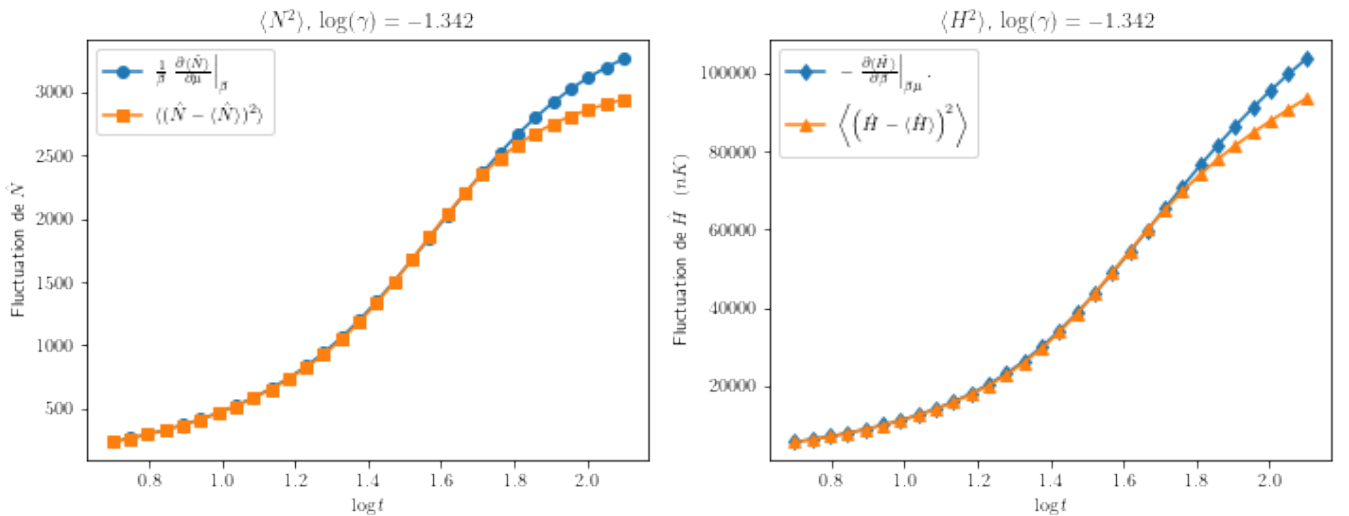 ⟨N²⟩, log(γ) = −1.342
1/β ∂⟨N̂⟩/∂μ|_β
⟨(N̂ − ⟨N̂⟩)²⟩
Fluctuation de N̂
3000
2500
2000
1500
1000
500
0.8 1.0 1.2 1.4 1.6 1.8 2.0
log t
⟨H²⟩, log(γ) = −1.342
− ∂⟨Ĥ⟩/∂β|_βμ.
⟨(Ĥ − ⟨Ĥ⟩)²⟩
Fluctuation de Ĥ (nK)
100000
80000
60000
40000
20000
0.8 1.0 1.2 1.4 1.6 1.8 2.0
log t